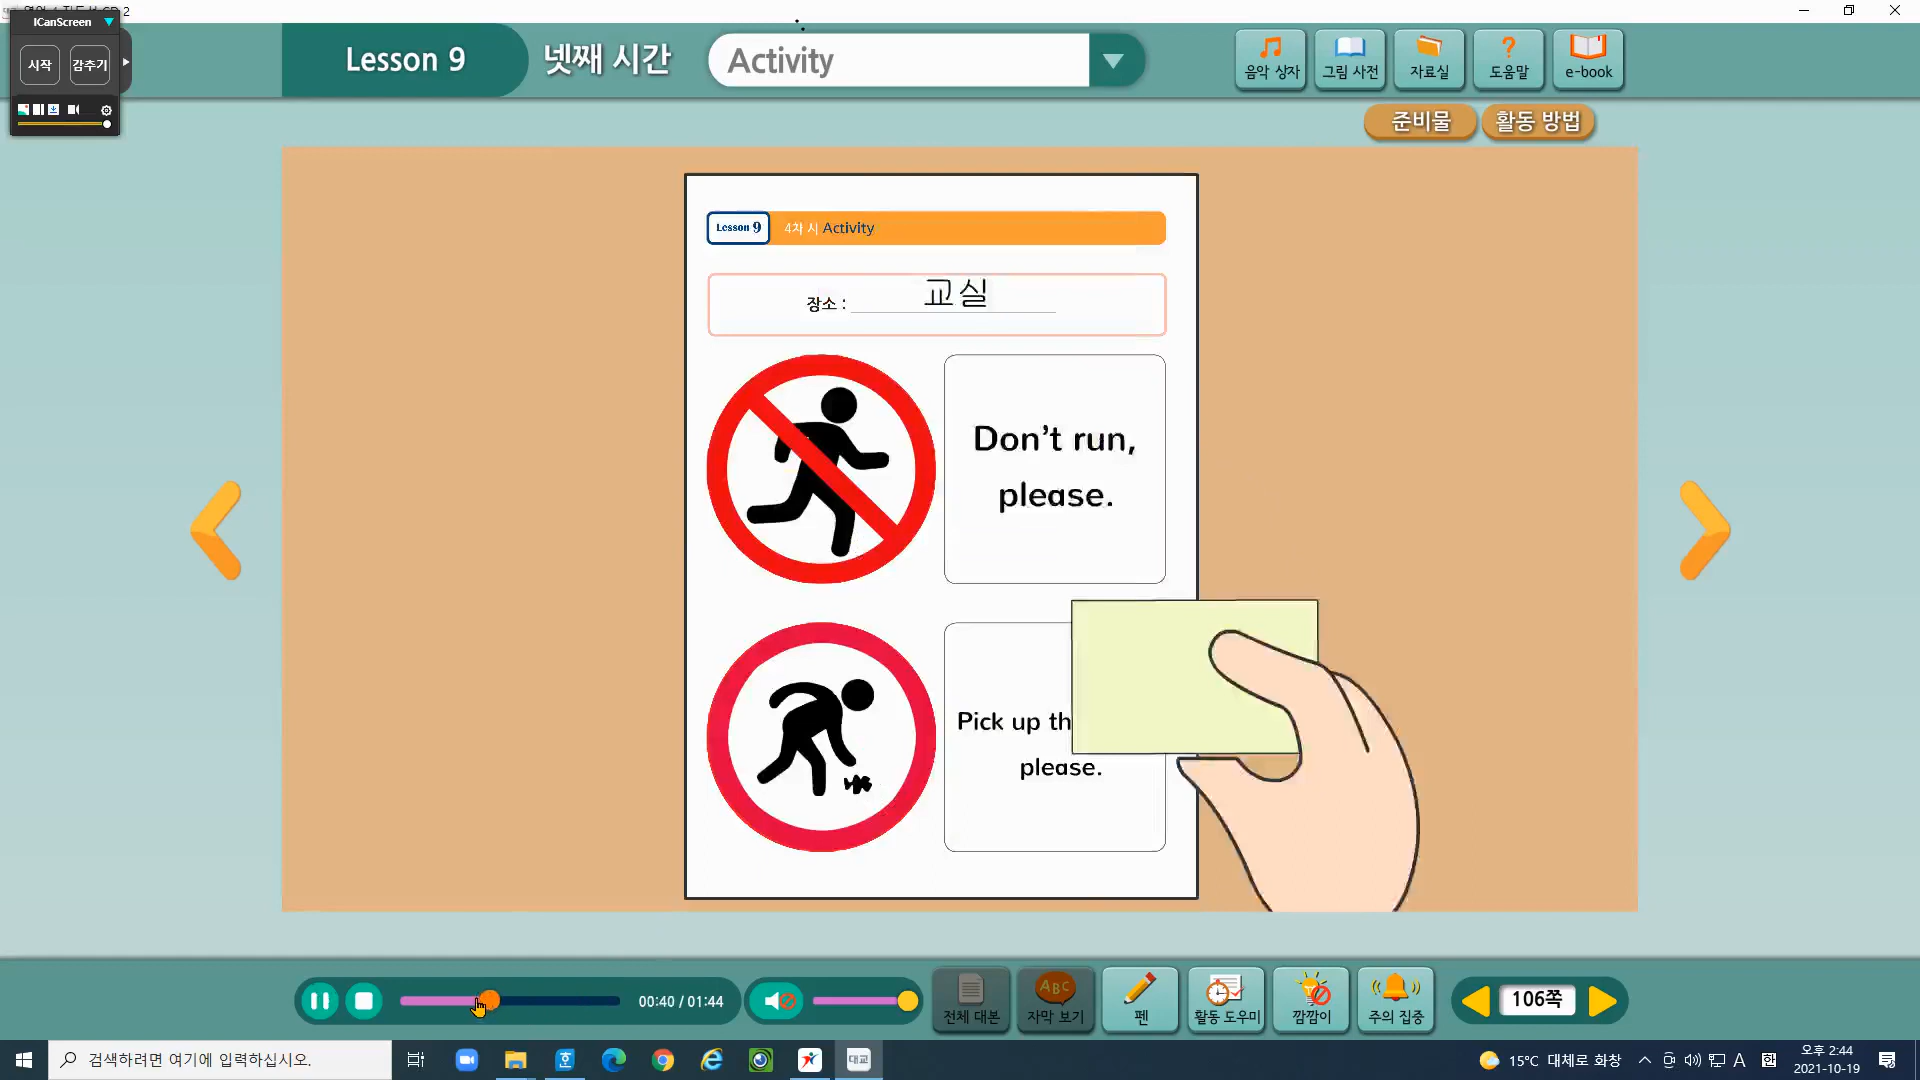 ICanScreen
시작
감추기
Lesson 9
넷째 시간
Activity
음악 상자
그림 사전
자료실
도움말
e-book
준비물
활동 방법
Lesson 9
4차 시 Activity
장소 : 교실
Don't run,
please.
Pick up th
please.
00:40 / 01:44
전체 대본
ABC
자막 보기
펜
활동 도우미
깜깜이
주의 집중
106쪽
검색하려면 여기에 입력하십시오.
대교
15°C 대체로 화창
A
오후 2:44
2021-10-19